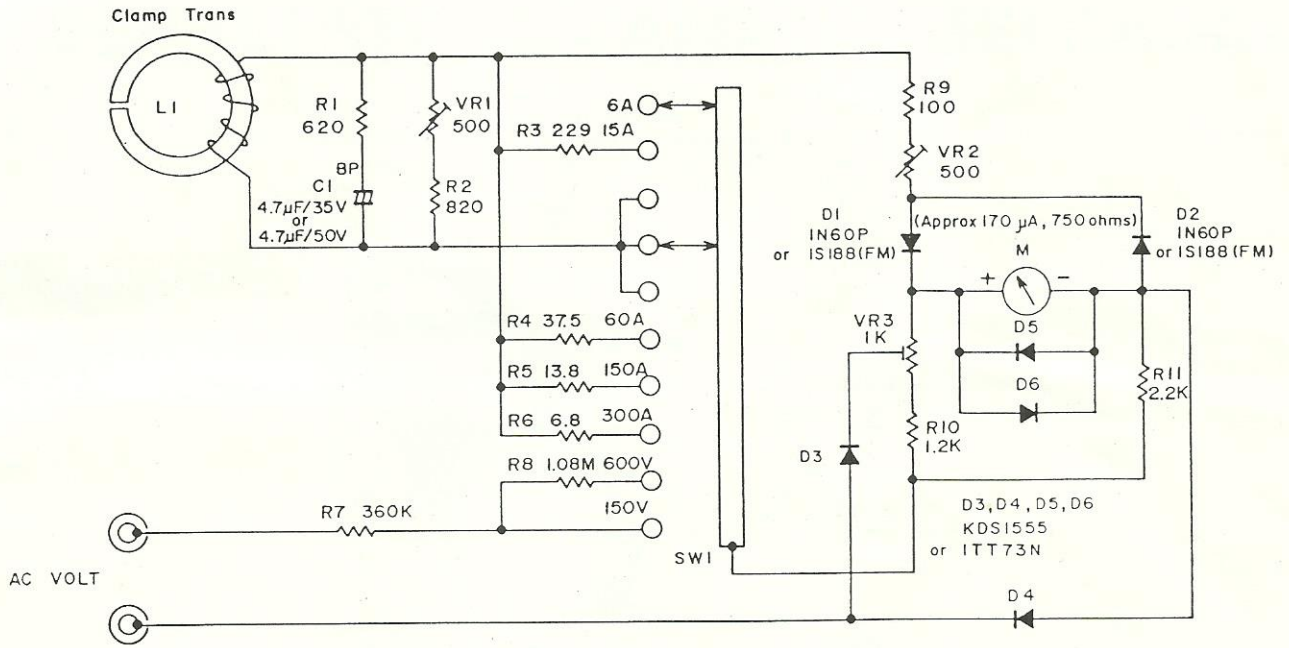 Clamp Trans
L1
R1
620
BP
C1
4.7µF/35V
or
4.7µF/50V
VR1
500
R2
820
6A
R3 229 15A
R4 37.5 60A
R5 13.8 150A
R6 6.8 300A
R8 1.08M 600V
150V
R7 360K
SW1
AC VOLT
R9
100
VR2
500
D1
1N60P
or 1S188(FM)
(Approx 170 µA, 750 ohms)
M
+
-
D2
1N60P
or 1S188(FM)
VR3
1K
D5
D6
R11
2.2K
R10
1.2K
D3
D3,D4,D5,D6
KDS1555
or ITT73N
D4